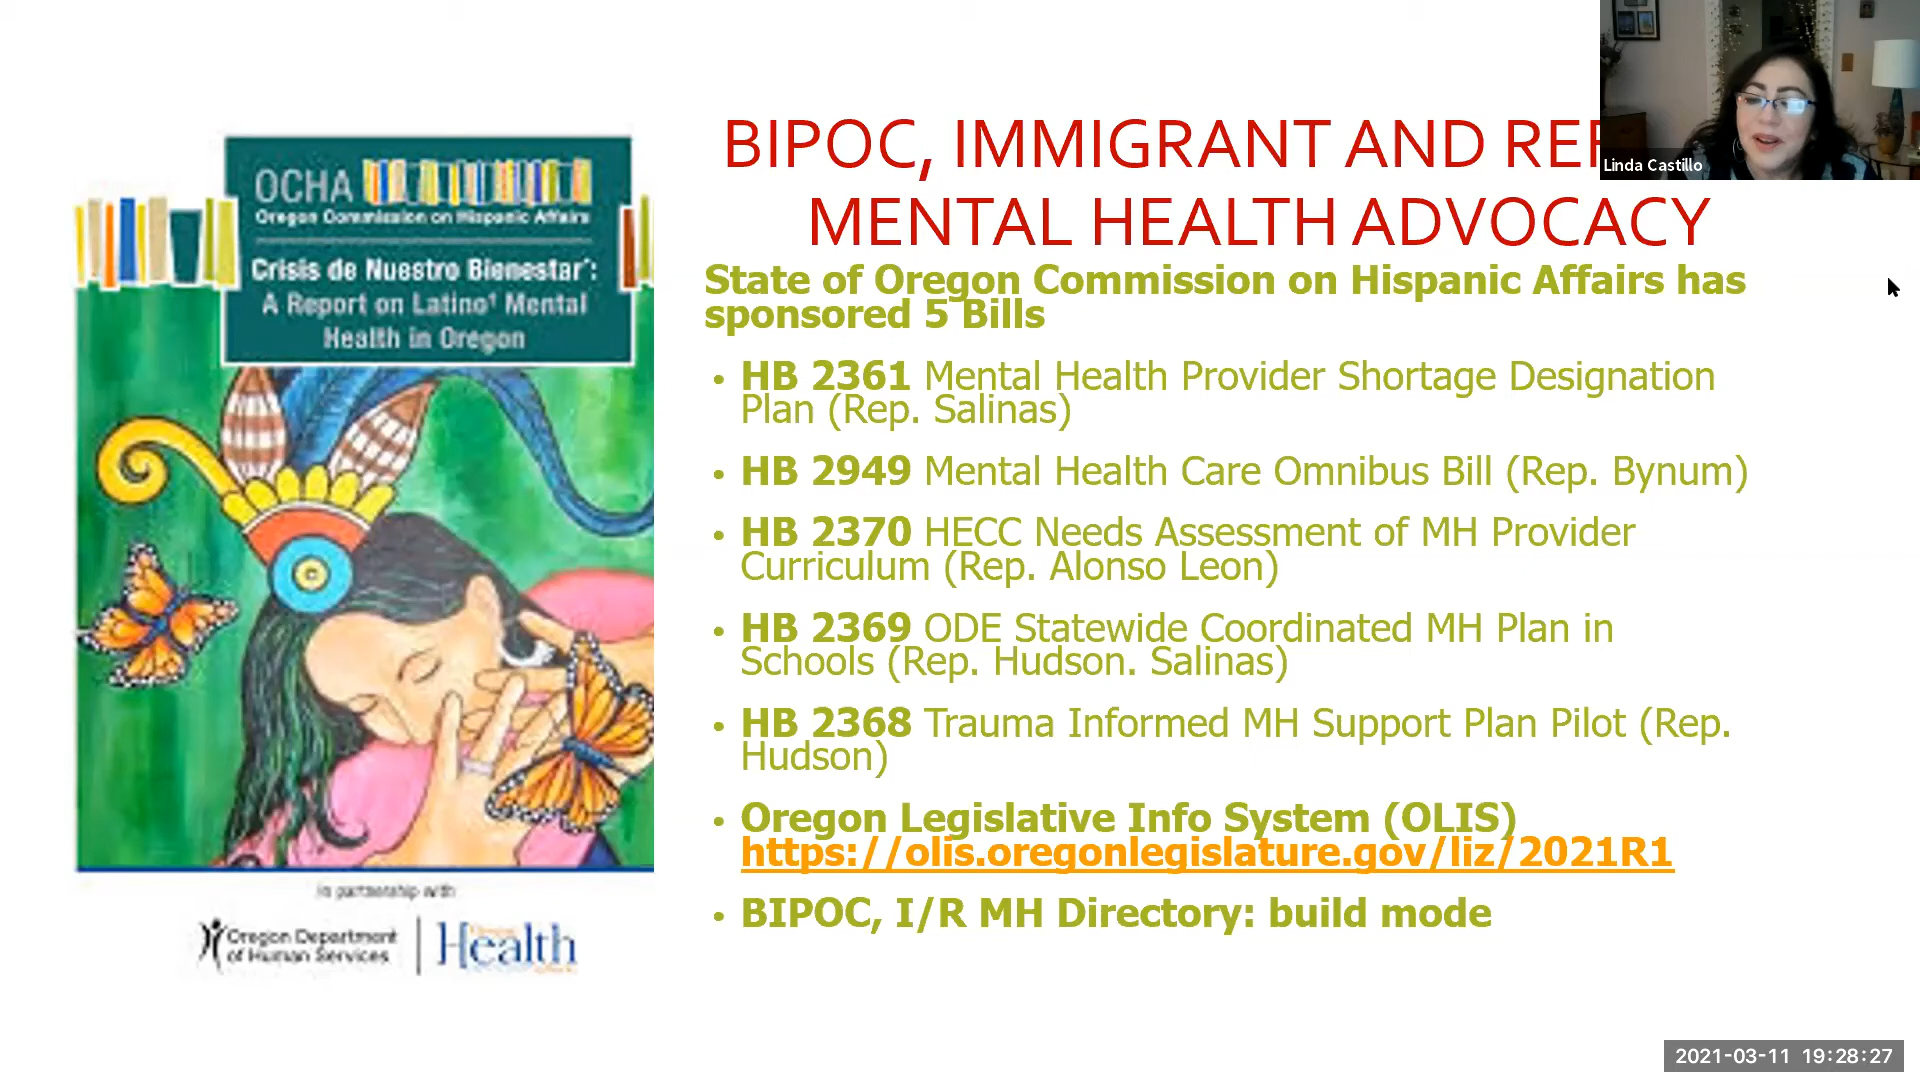 OCHA
Oregon Commission on Hispanic Affairs
Crisis de Nuestro Bienestar*:
A Report on Latino† Mental
Health in Oregon
In partnership with
Oregon Department
of Human Services
Health
BIPOC, IMMIGRANT AND
MENTAL HEALTH ADVOCACY
State of Oregon Commission on Hispanic Affairs has
sponsored 5 Bills
• HB 2361 Mental Health Provider Shortage Designation
Plan (Rep. Salinas)
• HB 2949 Mental Health Care Omnibus Bill (Rep. Bynum)
• HB 2370 HECC Needs Assessment of MH Provider
Curriculum (Rep. Alonso Leon)
• HB 2369 ODE Statewide Coordinated MH Plan in
Schools (Rep. Hudson. Salinas)
• HB 2368 Trauma Informed MH Support Plan Pilot (Rep.
Hudson)
• Oregon Legislative Info System (OLIS)
https://olis.oregonlegislature.gov/liz/2021R1
• BIPOC, I/R MH Directory: build mode
Linda Castillo
2021-03-11 19:28:27